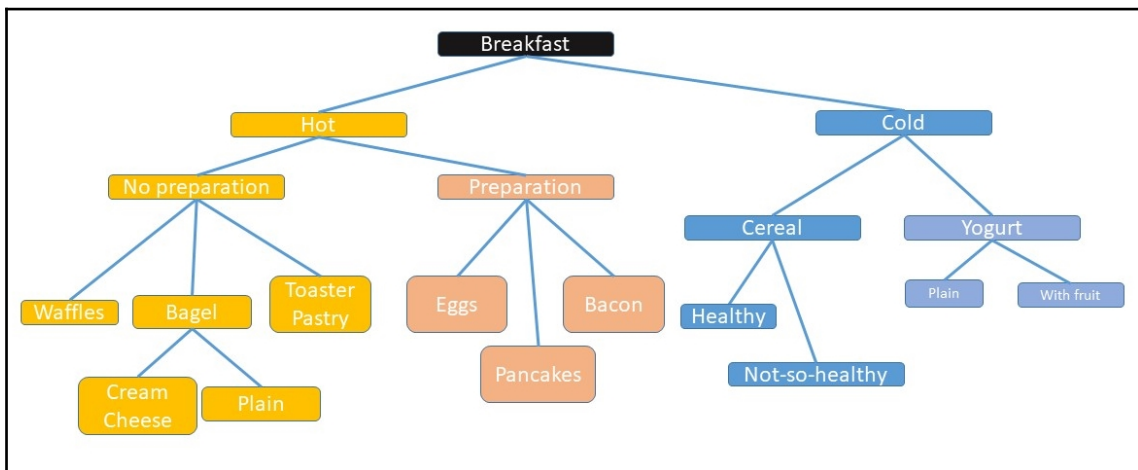 Breakfast
Hot
Cold
No preparation
Preparation
Cereal
Yogurt
Waffles
Bagel
Toaster
Pastry
Eggs
Bacon
Pancakes
Healthy
Not-so-healthy
Plain
With fruit
Cream
Cheese
Plain